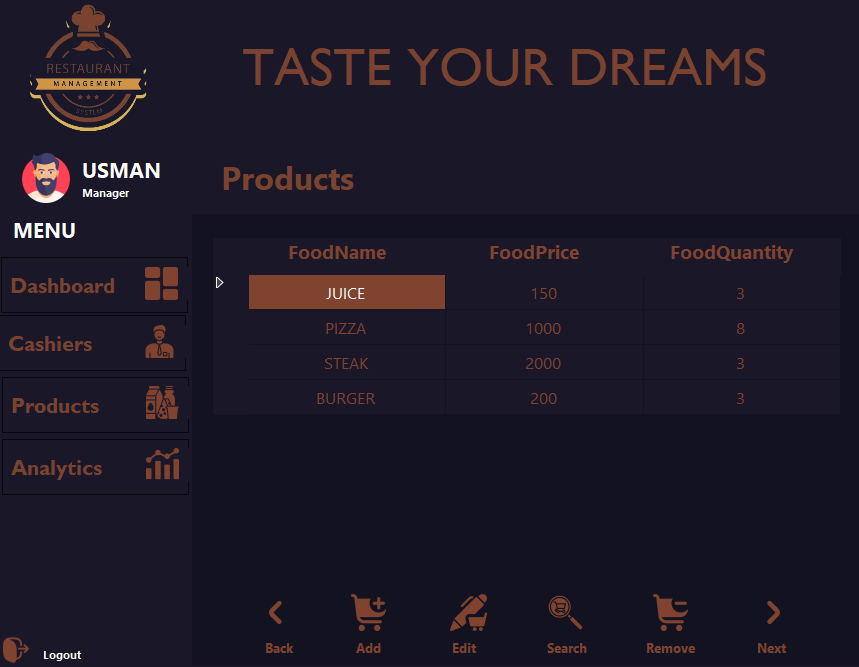 RESTAURANT
MANAGEMENT
SYSTEM
TASTE YOUR DREAMS
USMAN
Manager
Products
MENU
Dashboard
Cashiers
Products
Analytics
FoodName FoodPrice FoodQuantity
JUICE 150 3
PIZZA 1000 8
STEAK 2000 3
BURGER 200 3
Back Add Edit Search Remove Next
Logout